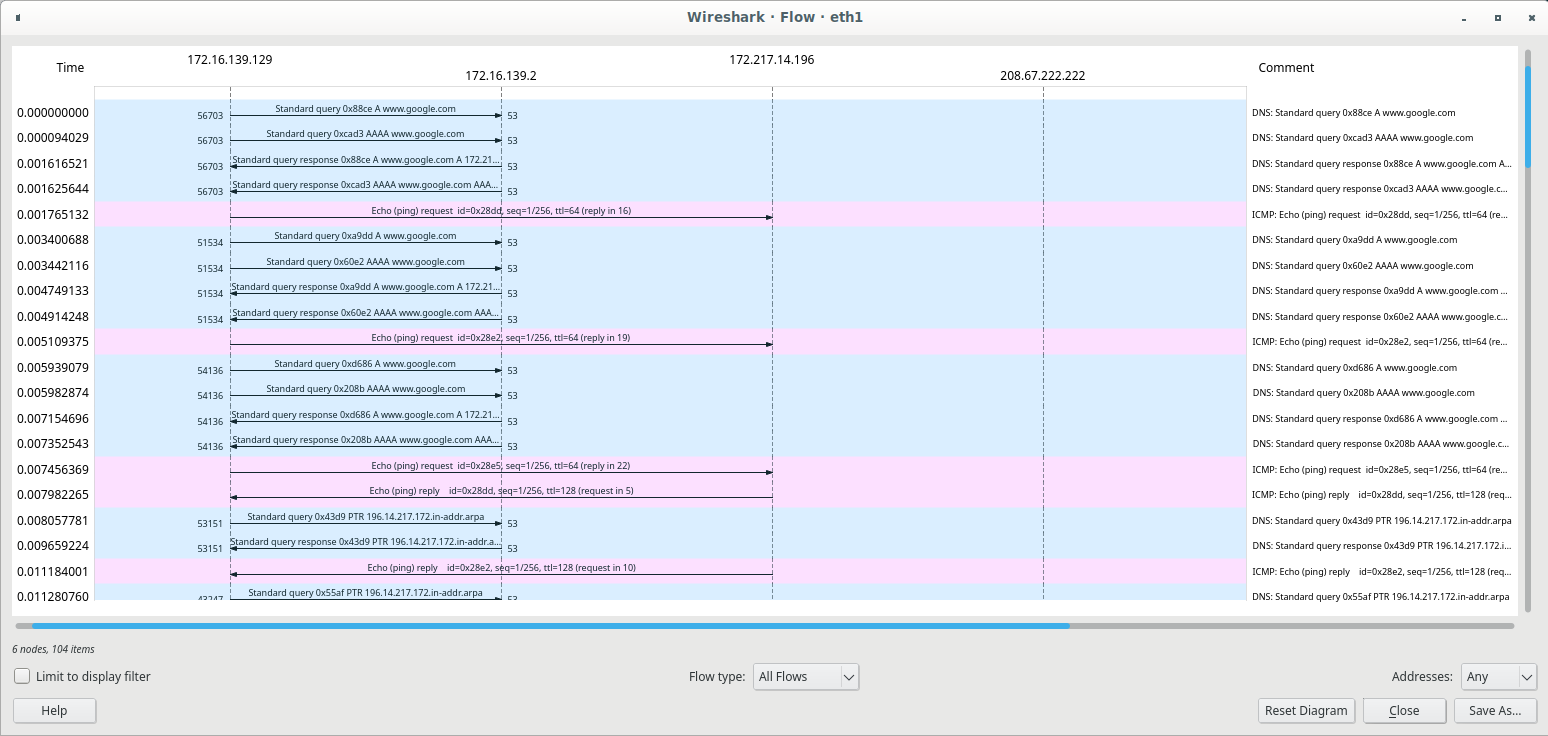 Wireshark · Flow · eth1
Time 172.16.139.129 172.16.139.2 172.217.14.196 208.67.222.222 Comment
0.000000000 56703 Standard query 0x88ce A www.google.com 53 DNS: Standard query 0x88ce A www.google.com
0.000094029 56703 Standard query 0xcad3 AAAA www.google.com 53 DNS: Standard query 0xcad3 AAAA www.google.com
0.001616521 56703 Standard query response 0x88ce A www.google.com A 172.21... 53 DNS: Standard query response 0x88ce A www.google.com A...
0.001625644 56703 Standard query response 0xcad3 AAAA www.google.com AAA... 53 DNS: Standard query response 0xcad3 AAAA www.google.c...
0.001765132 Echo (ping) request id=0x28dd, seq=1/256, ttl=64 (reply in 16) ICMP: Echo (ping) request id=0x28dd, seq=1/256, ttl=64 (re...
0.003400688 51534 Standard query 0xa9dd A www.google.com 53 DNS: Standard query 0xa9dd A www.google.com
0.003442116 51534 Standard query 0x60e2 AAAA www.google.com 53 DNS: Standard query 0x60e2 AAAA www.google.com
0.004749133 51534 Standard query response 0xa9dd A www.google.com A 172.21... 53 DNS: Standard query response 0xa9dd A www.google.com ...
0.004914248 51534 Standard query response 0x60e2 AAAA www.google.com AAA... 53 DNS: Standard query response 0x60e2 AAAA www.google.c...
0.005109375 Echo (ping) request id=0x28e2, seq=1/256, ttl=64 (reply in 19) ICMP: Echo (ping) request id=0x28e2, seq=1/256, ttl=64 (re...
0.005939079 54136 Standard query 0xd686 A www.google.com 53 DNS: Standard query 0xd686 A www.google.com
0.005982874 54136 Standard query 0x208b AAAA www.google.com 53 DNS: Standard query 0x208b AAAA www.google.com
0.007154696 54136 Standard query response 0xd686 A www.google.com A 172.21... 53 DNS: Standard query response 0xd686 A www.google.com ...
0.007352543 54136 Standard query response 0x208b AAAA www.google.com AAA... 53 DNS: Standard query response 0x208b AAAA www.google.c...
0.007456369 Echo (ping) request id=0x28e5, seq=1/256, ttl=64 (reply in 22) ICMP: Echo (ping) request id=0x28e5, seq=1/256, ttl=64 (re...
0.007982265 Echo (ping) reply id=0x28dd, seq=1/256, ttl=128 (request in 5) ICMP: Echo (ping) reply id=0x28dd, seq=1/256, ttl=128 (req...
0.008057781 53151 Standard query 0x43d9 PTR 196.14.217.172.in-addr.arpa 53 DNS: Standard query 0x43d9 PTR 196.14.217.172.in-addr.arpa
0.009659224 53151 Standard query response 0x43d9 PTR 196.14.217.172.in-addr.a... 53 DNS: Standard query response 0x43d9 PTR 196.14.217.172.i...
0.011184001 Echo (ping) reply id=0x28e2, seq=1/256, ttl=128 (request in 10) ICMP: Echo (ping) reply id=0x28e2, seq=1/256, ttl=128 (req...
0.011280760 43247 Standard query 0x55af PTR 196.14.217.172.in-addr.arpa 53 DNS: Standard query 0x55af PTR 196.14.217.172.in-addr.arpa
6 nodes, 104 items
Limit to display filter Flow type: All Flows Addresses: Any
Help Reset Diagram Close Save As...